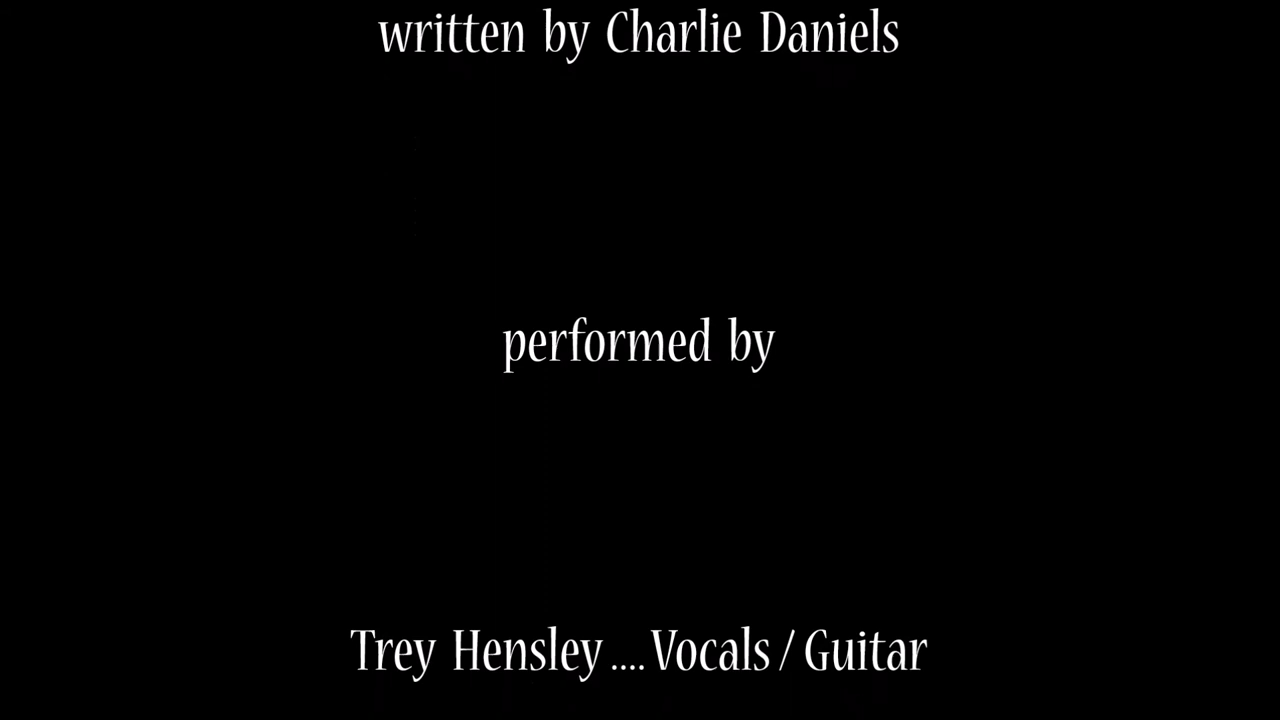 written by Charlie Daniels
performed by
Trey Hensley.... Vocals / Guitar